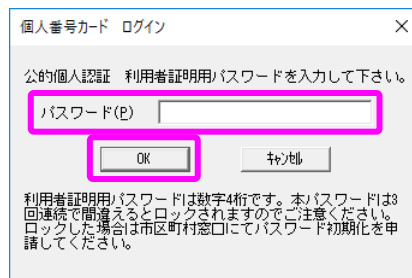 個人番号カード ログイン
公的個人認証 利用者証明用パスワードを入力して下さい。
パスワード(P)
OK キャンセル
利用者証明用パスワードは数字4桁です。本パスワードは3
回連続で間違えるとロックされますのでご注意ください。
ロックした場合は市区町村窓口にてパスワード初期化を申
請してください。